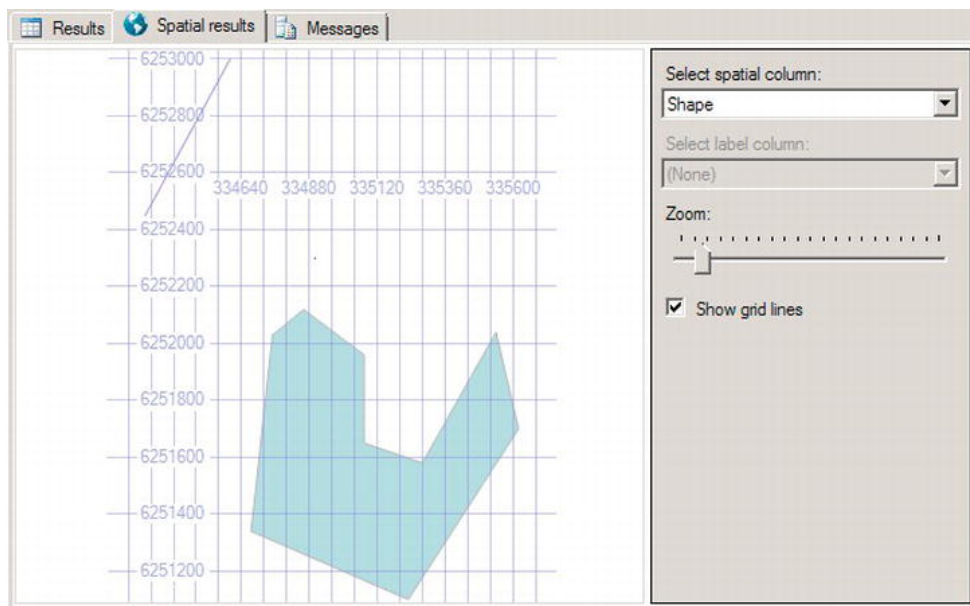 Results Spatial results Messages
6253000
6252800
6252600
334640 334880 335120 335360 335600
6252400
6252200
6252000
6251800
6251600
6251400
6251200
Select spatial column:
Shape
Select label column:
(None)
Zoom:
Show grid lines